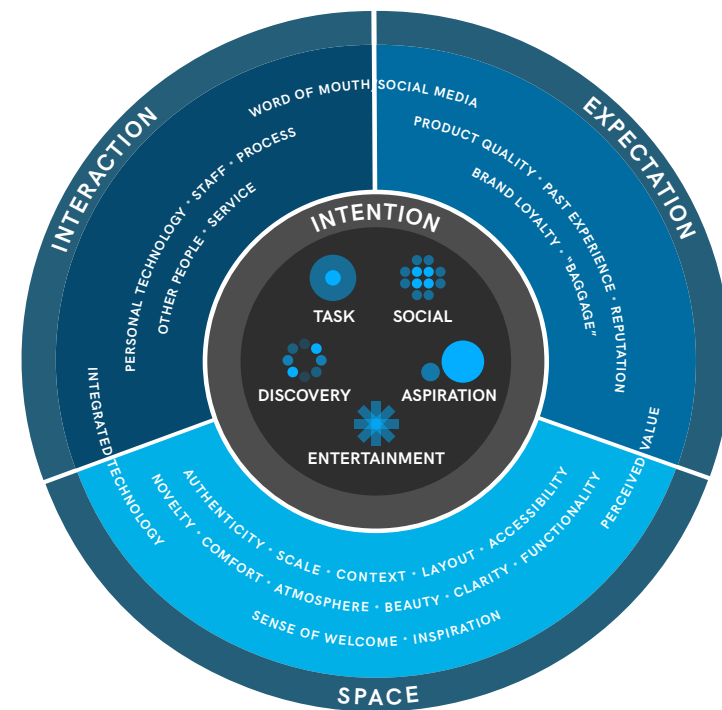 INTERACTION
EXPECTATION
SPACE
INTENTION
WORD OF MOUTH/SOCIAL MEDIA
PERSONAL TECHNOLOGY • STAFF • PROCESS
OTHER PEOPLE • SERVICE
PRODUCT QUALITY • PAST EXPERIENCE • REPUTATION
BRAND LOYALTY • "BAGGAGE"
TASK
SOCIAL
DISCOVERY
ASPIRATION
ENTERTAINMENT
INTEGRATED TECHNOLOGY
PERCEIVED VALUE
AUTHENTICITY • SCALE • CONTEXT • LAYOUT • ACCESSIBILITY
NOVELTY • COMFORT • ATMOSPHERE • BEAUTY • CLARITY • FUNCTIONALITY
SENSE OF WELCOME • INSPIRATION